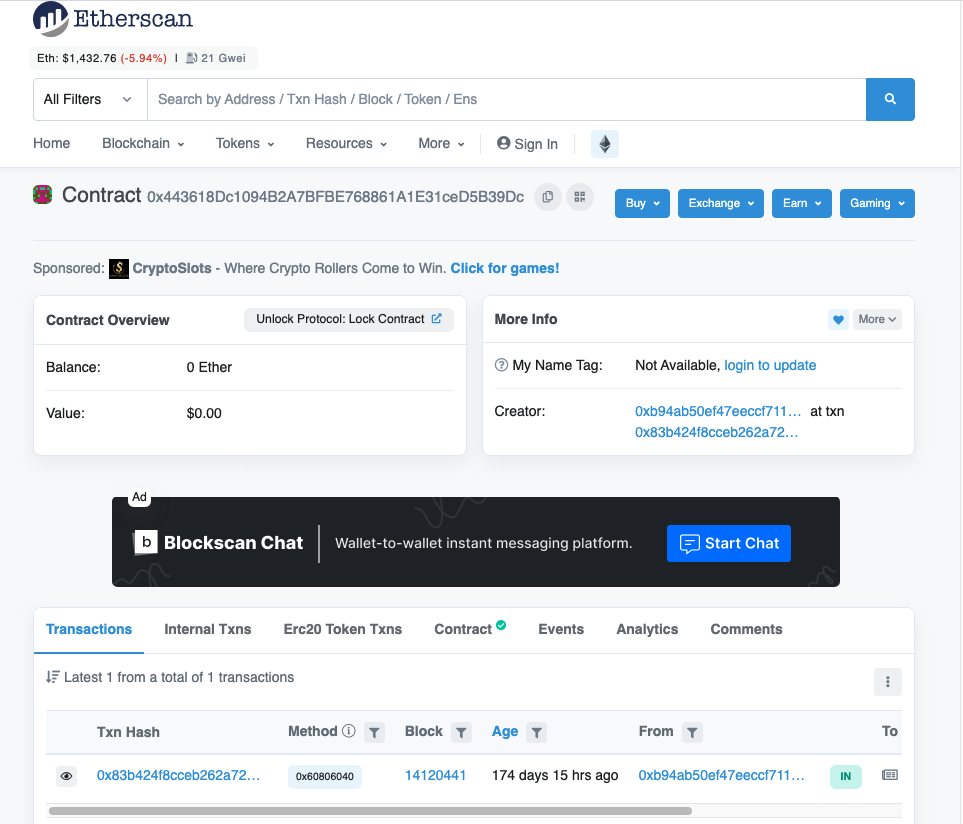 Etherscan
Eth: $1,432.76 (-5.94%) | 21 Gwei
All Filters Search by Address / Txn Hash / Block / Token / Ens
Home Blockchain Tokens Resources More Sign In
Contract 0x443618Dc1094B2A7BFBE768861A1E31ceD5B39Dc
Buy Exchange Earn Gaming
Sponsored: $ CryptoSlots - Where Crypto Rollers Come to Win. Click for games!
Contract Overview Unlock Protocol: Lock Contract
Balance: 0 Ether
Value: $0.00
More Info More
My Name Tag: Not Available, login to update
Creator: 0xb94ab50ef47eeccf711... at txn
0x83b424f8cceb262a72...
Ad
b Blockscan Chat Wallet-to-wallet instant messaging platform. Start Chat
Transactions Internal Txns Erc20 Token Txns Contract Events Analytics Comments
Latest 1 from a total of 1 transactions
Txn Hash Method Block Age From To
0x83b424f8cceb262a72... 0x60806040 14120441 174 days 15 hrs ago 0xb94ab50ef47eeccf711... IN